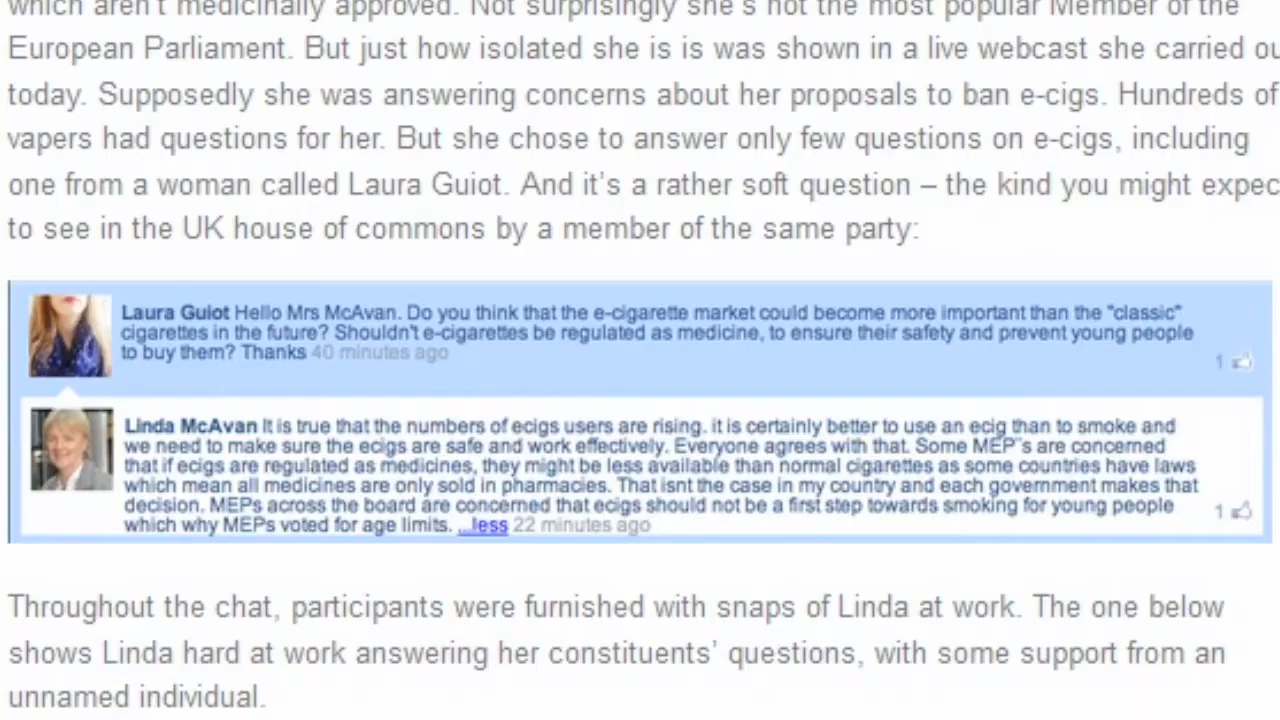 which aren't medicinally approved. Not surprisingly she's not the most popular Member of the
European Parliament. But just how isolated she is is was shown in a live webcast she carried ou
today. Supposedly she was answering concerns about her proposals to ban e-cigs. Hundreds of
vapers had questions for her. But she chose to answer only few questions on e-cigs, including
one from a woman called Laura Guiot. And it's a rather soft question – the kind you might expec
to see in the UK house of commons by a member of the same party:
Laura Guiot Hello Mrs McAvan. Do you think that the e-cigarette market could become more important than the "classic"
cigarettes in the future? Shouldn't e-cigarettes be regulated as medicine, to ensure their safety and prevent young people
to buy them? Thanks 40 minutes ago
1
Linda McAvan It is true that the numbers of ecigs users are rising. it is certainly better to use an ecig than to smoke and
we need to make sure the ecigs are safe and work effectively. Everyone agrees with that. Some MEP"s are concerned
that if ecigs are regulated as medicines, they might be less available than normal cigarettes as some countries have laws
which mean all medicines are only sold in pharmacies. That isnt the case in my country and each government makes that
decision. MEPs across the board are concerned that ecigs should not be a first step towards smoking for young people
which why MEPs voted for age limits. ...less 22 minutes ago
1
Throughout the chat, participants were furnished with snaps of Linda at work. The one below
shows Linda hard at work answering her constituents' questions, with some support from an
unnamed individual.